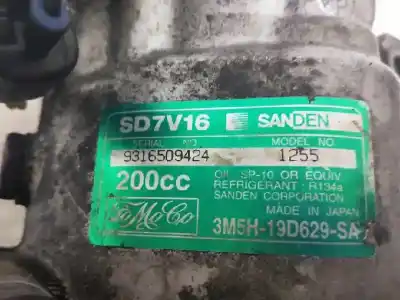 SD7V16 SANDEN
SERIAL NO MODEL NO
9316509424 1255
200cc OIL SP-10 OR EQUIV
REFRIGERANT : R134a
SANDEN CORPORATION
MADE IN JAPAN
FoMoCo 3M5H-19D629-SA